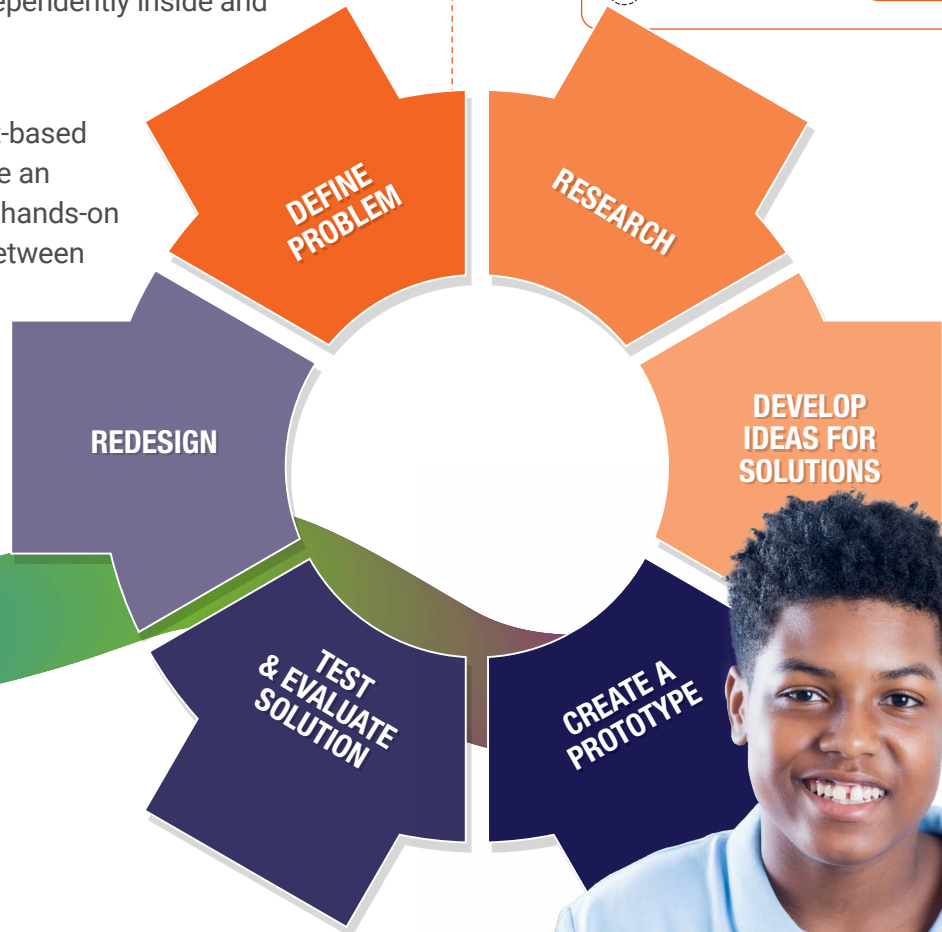 ependently inside and
-based
e an
hands-on
etween
DEFINE
PROBLEM
RESEARCH
DEVELOP
IDEAS FOR
SOLUTIONS
CREATE A
PROTOTYPE
TEST
& EVALUATE
SOLUTION
REDESIGN